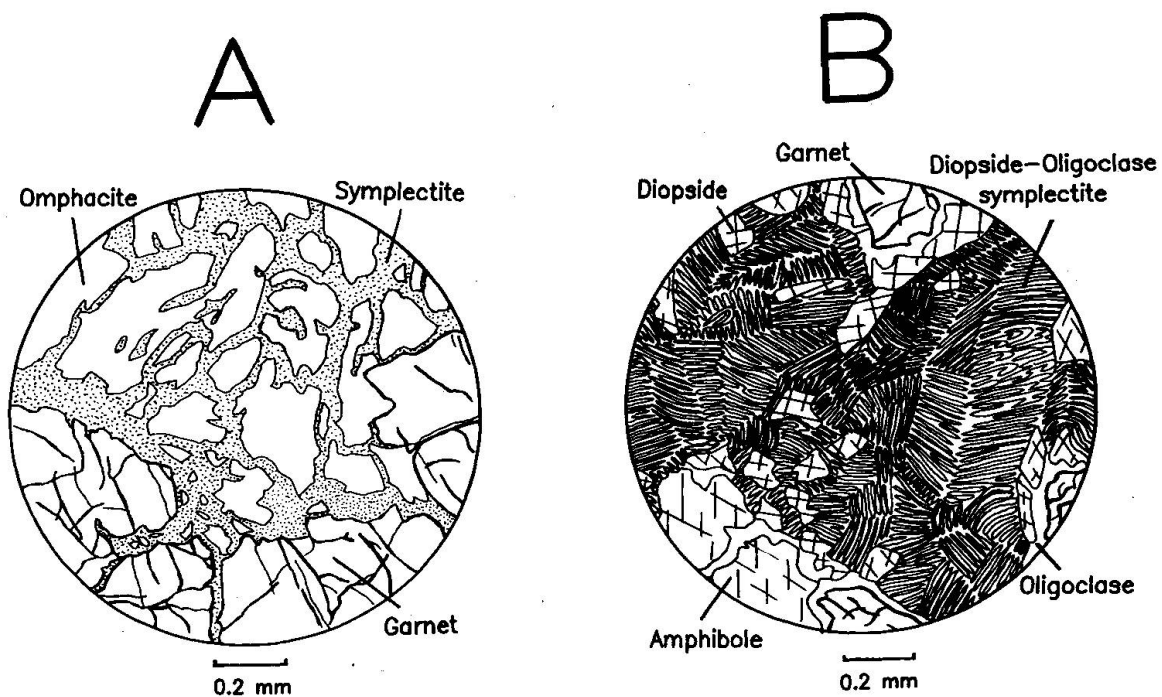 A
B
Omphacite
Symplectite
Garnet
0.2 mm
Garnet
Diopside
Diopside–Oligoclase
symplectite
Oligoclase
Amphibole
0.2 mm